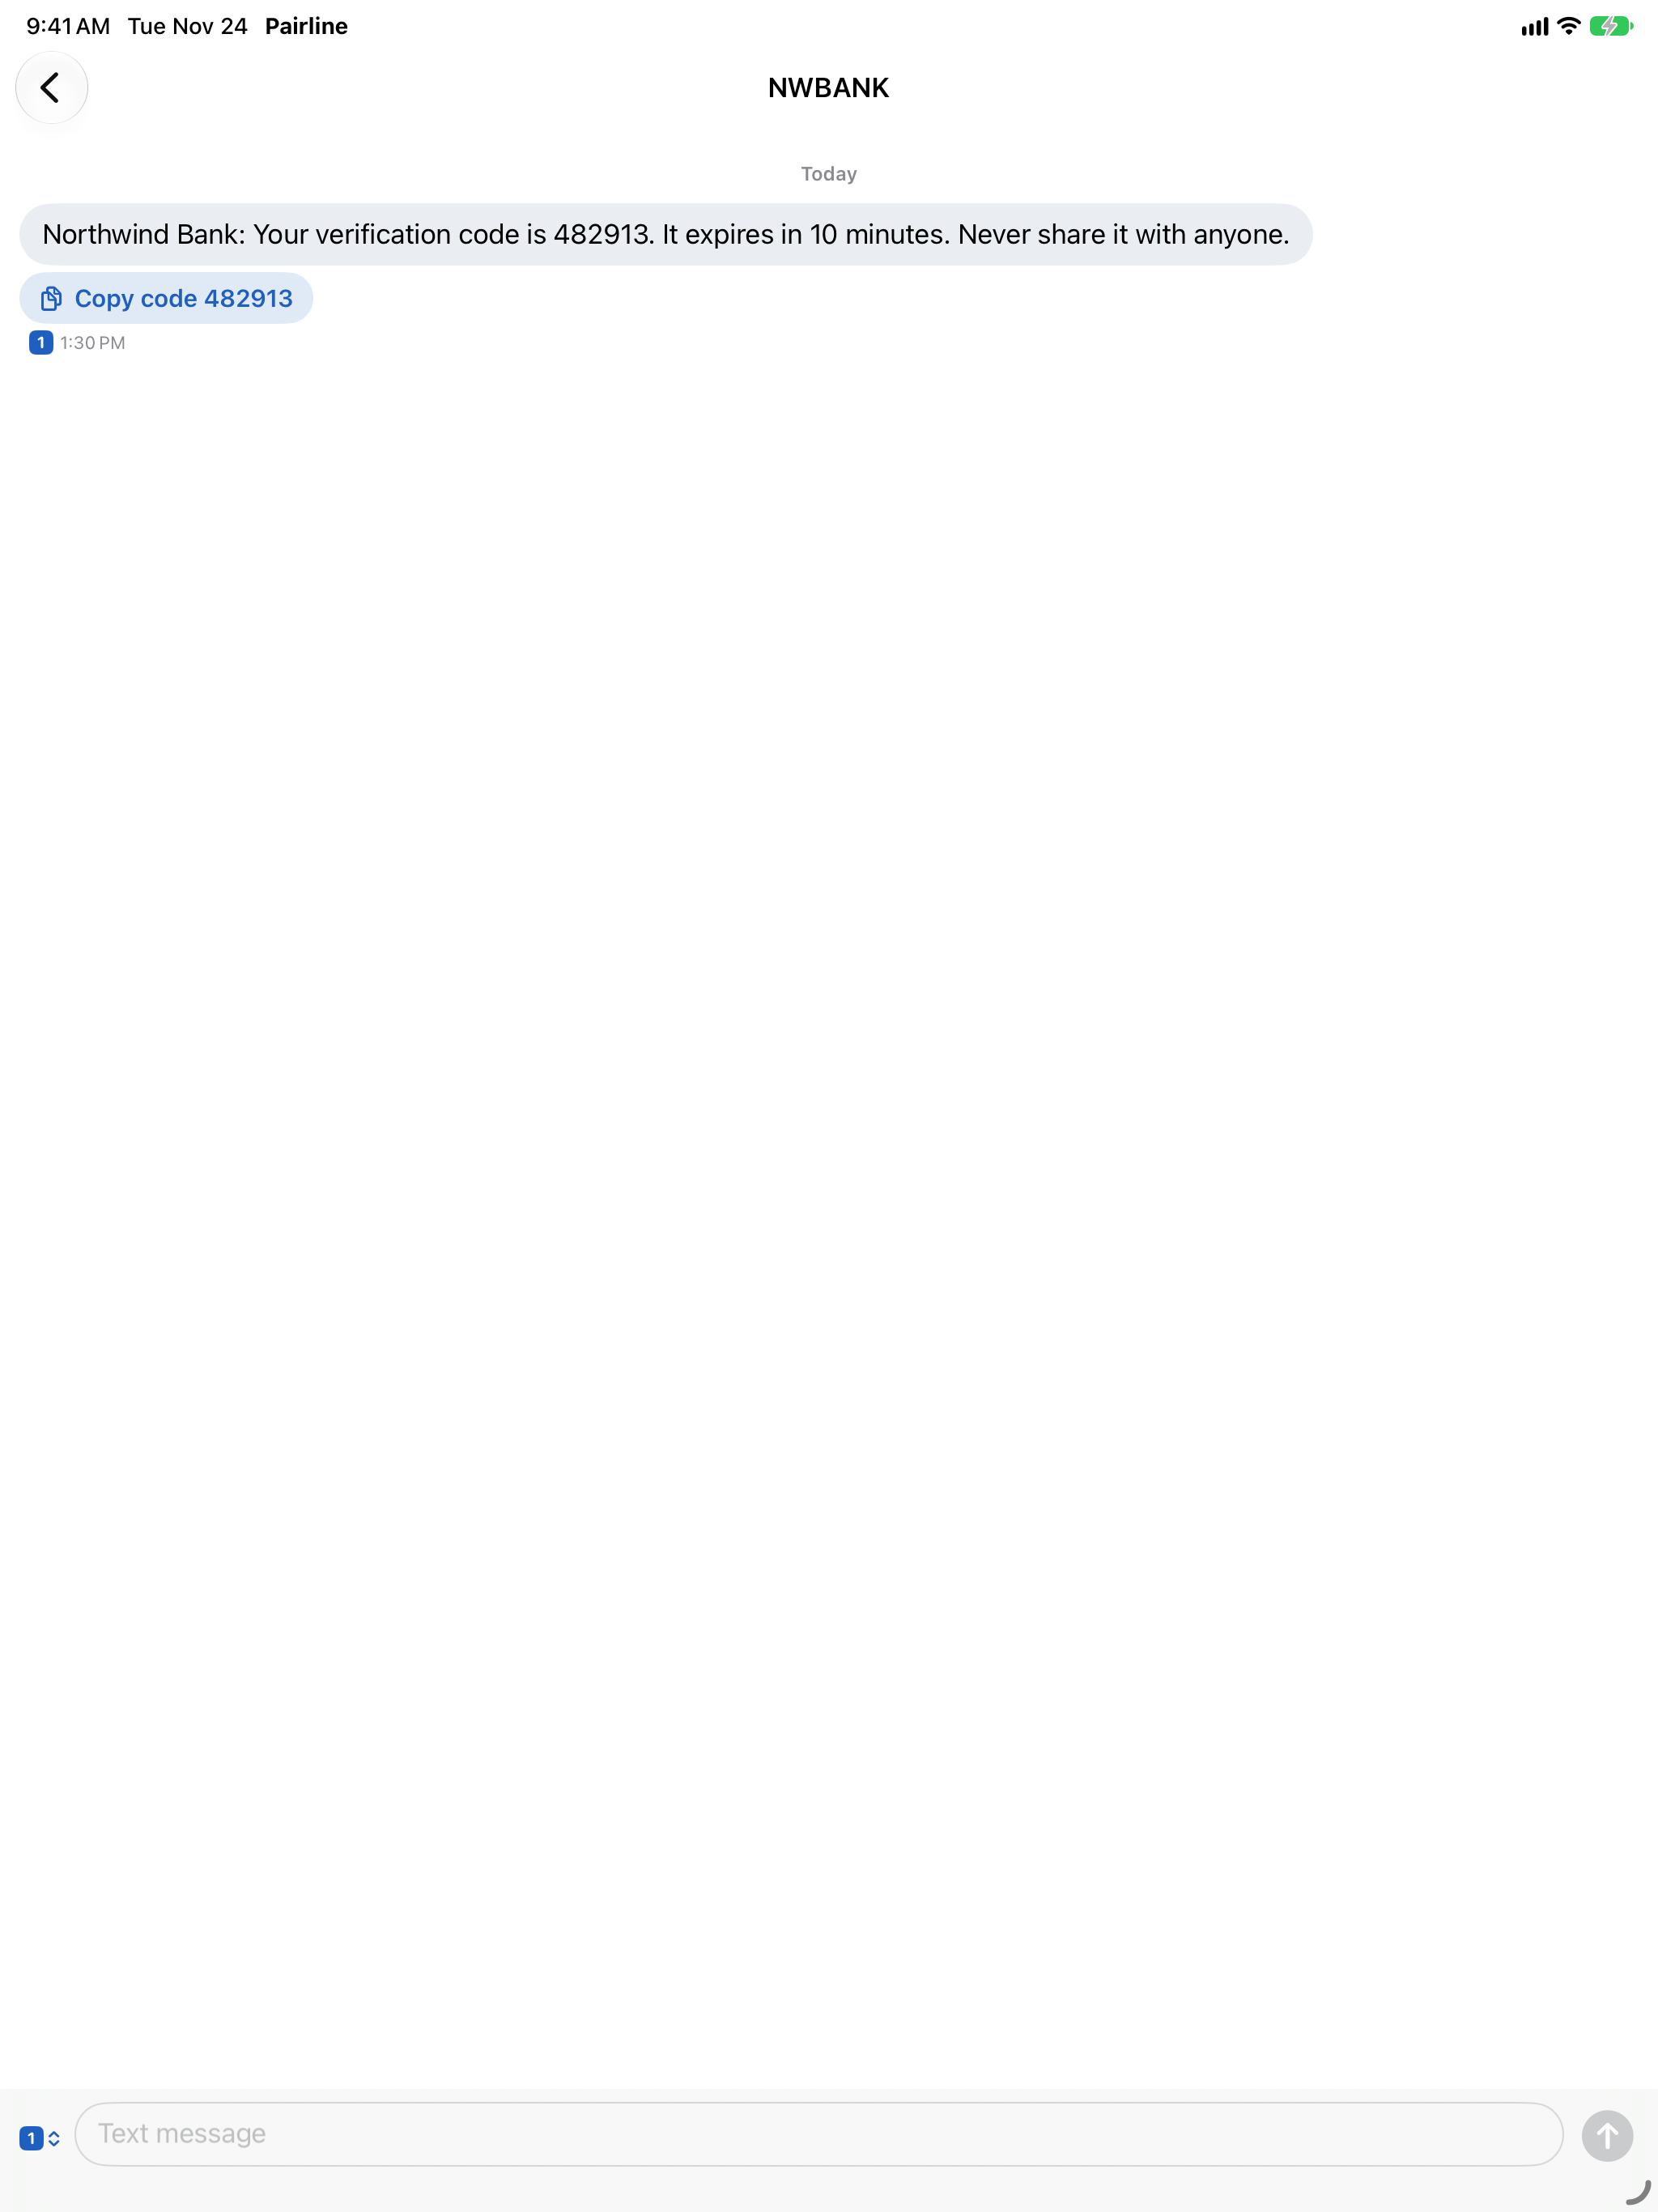 9:41 AM Tue Nov 24 Pairline
NWBANK
Today
Northwind Bank: Your verification code is 482913. It expires in 10 minutes. Never share it with anyone.
Copy code 482913
1 1:30 PM
1 Text message